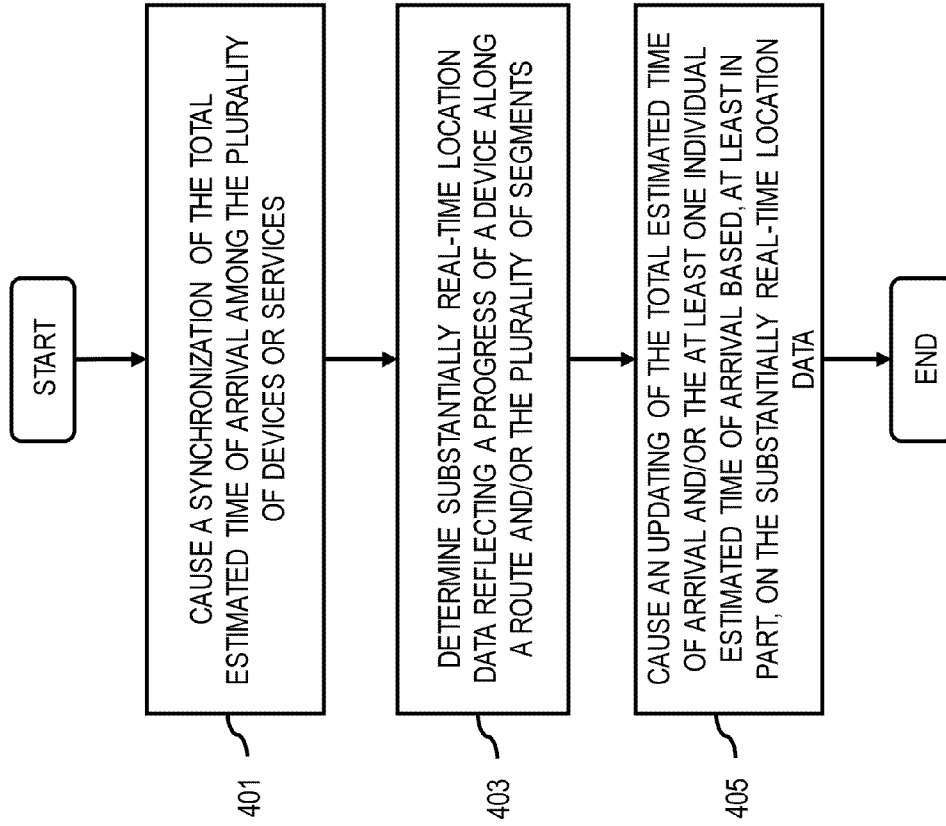 START
CAUSE A SYNCHRONIZATION OF THE TOTAL
ESTIMATED TIME OF ARRIVAL AMONG THE PLURALITY
OF DEVICES OR SERVICES
401
DETERMINE SUBSTANTIALLY REAL-TIME LOCATION
DATA REFLECTING A PROGRESS OF A DEVICE ALONG
A ROUTE AND/OR THE PLURALITY OF SEGMENTS
403
CAUSE AN UPDATING OF THE TOTAL ESTIMATED TIME
OF ARRIVAL AND/OR THE AT LEAST ONE INDIVIDUAL
ESTIMATED TIME OF ARRIVAL BASED, AT LEAST IN
PART, ON THE SUBSTANTIALLY REAL-TIME LOCATION
DATA
405
END